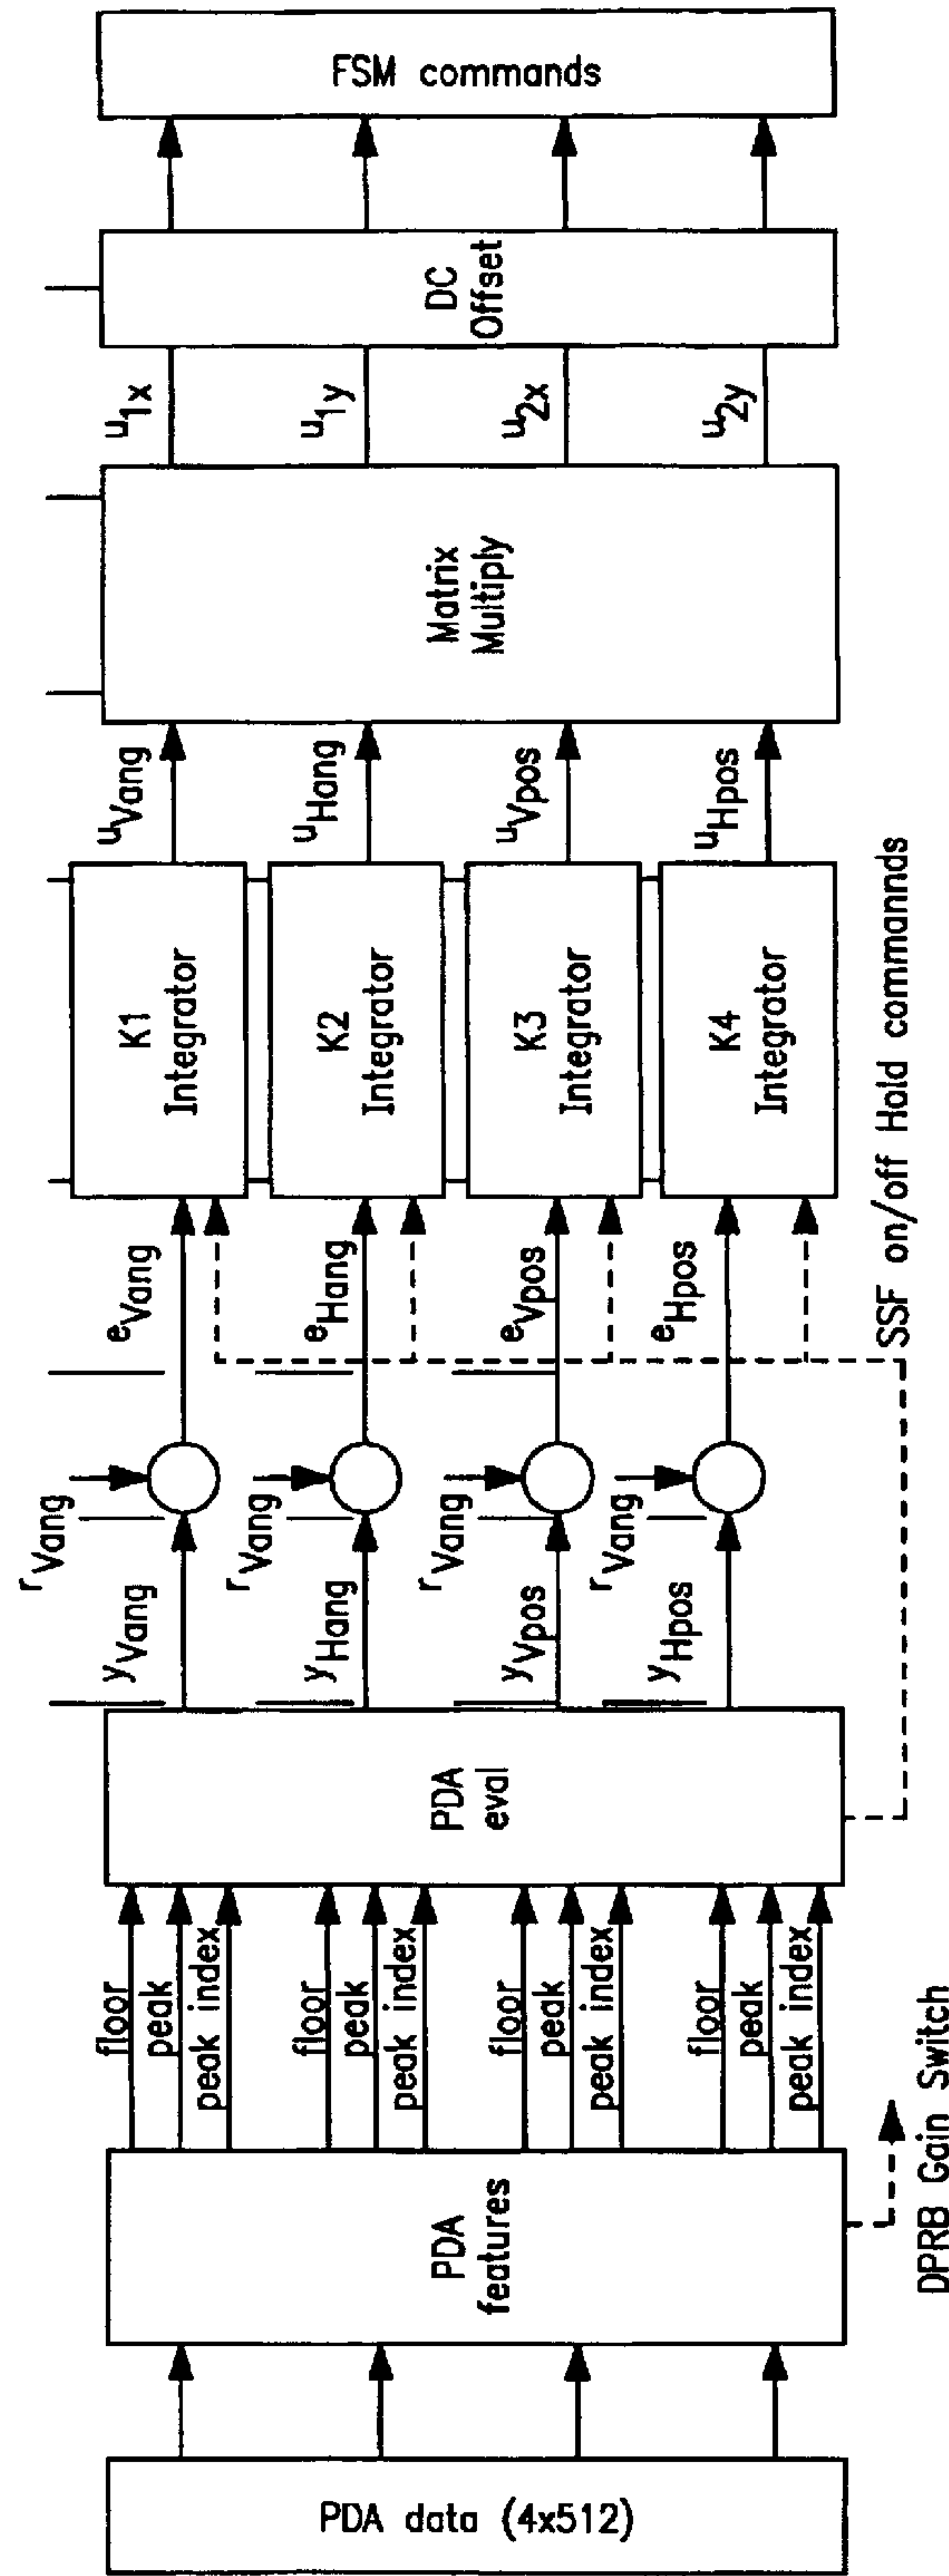 PDA data (4x512)
PDA
features
DPRB Gain Switch
floor
peak
peak index
floor
peak
peak index
floor
peak
peak index
floor
peak
peak index
PDA
eval
SSF on/off Hold commannds
yVang
yHang
yVpos
yHpos
rVang
rVang
rVang
rVang
eVang
eHang
eVpos
eHpos
K1
Integrator
K2
Integrator
K3
Integrator
K4
Integrator
uVang
uHang
uVpos
uHpos
Matrix
Multiply
u1x
u1y
u2x
u2y
DC
Offset
FSM commands